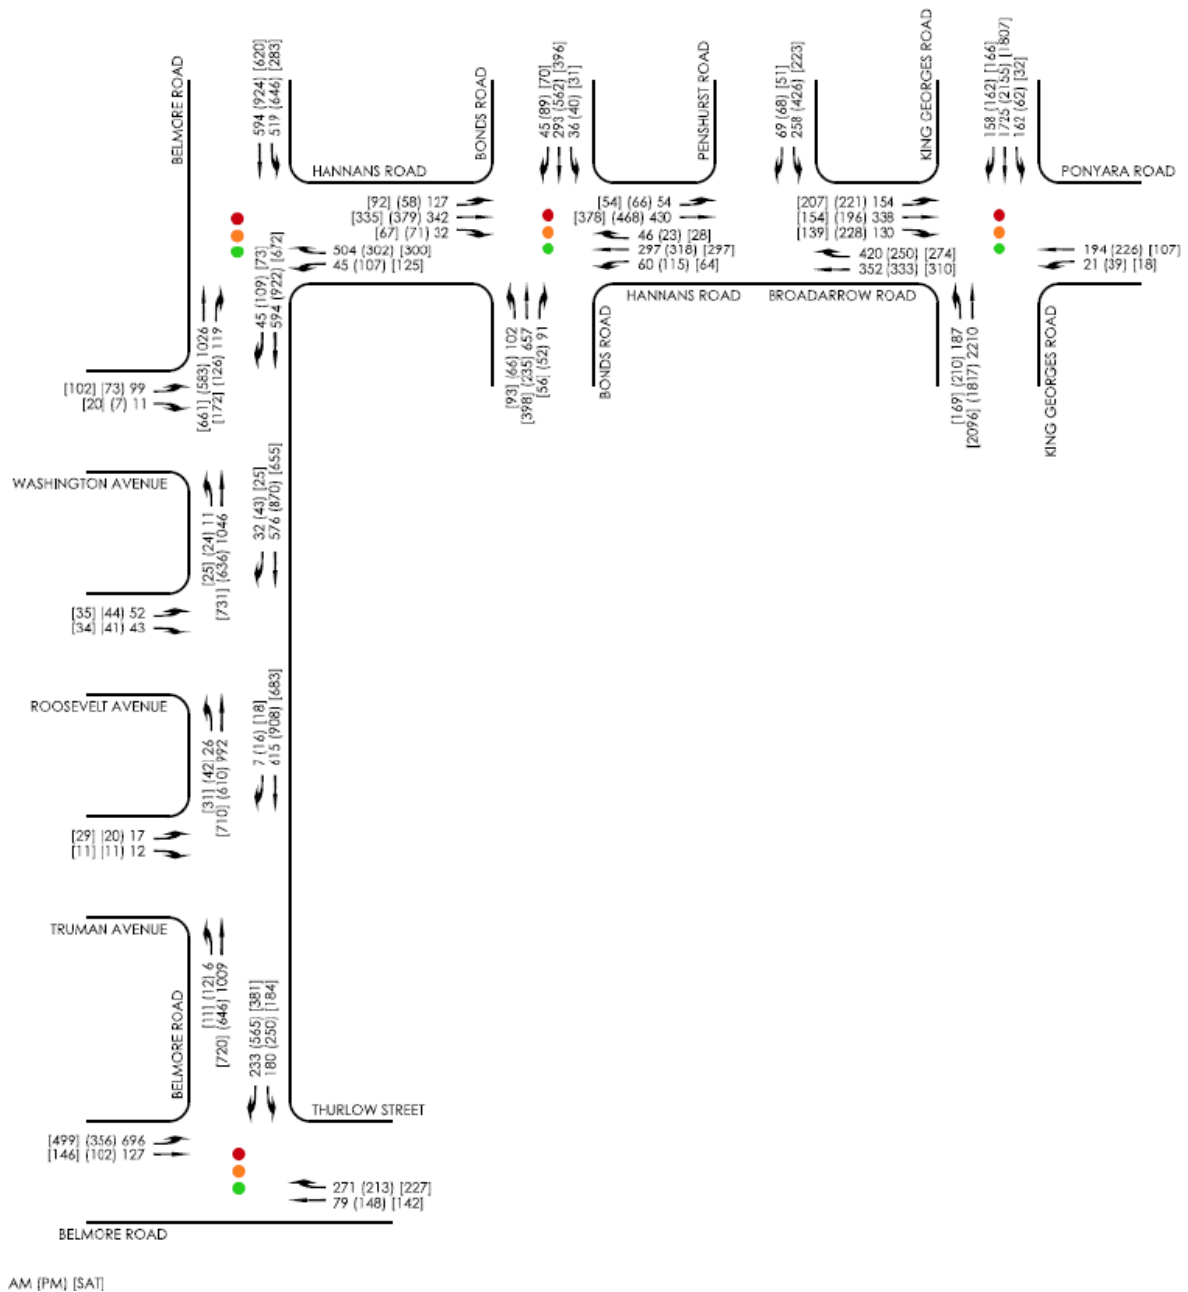 BELMORE ROAD
594 (924) [620]
519 (646) [283]
HANNANS ROAD
BONDS ROAD
45 (89) [70]
293 (562) [396]
36 (40) [31]
PENSHURST ROAD
69 (68) [51]
258 (426) [223]
KING GEORGES ROAD
158 (162) [166]
1725 (2155) [1807]
162 (62) [32]
PONYARA ROAD
[92] (58) 127
[335] (379) 342
[67] (71) 32
[54] (66) 54
[378] (468) 430
[207] (221) 154
[154] (196) 338
[139] (228) 130
504 (302) [300]
45 (107) [125]
46 (23) [28]
297 (318) [297]
60 (115) [64]
420 (250) [274]
352 (333) [310]
194 (226) [107]
21 (39) [18]
45 (109) [73]
594 (922) [672]
HANNANS ROAD
BROADARROW ROAD
[661] (583) 1026
[172] (126) 119
[93] (66) 102
[398] (235) 657
[56] (52) 91
BONDS ROAD
[169] (210) 187
[2096] (1817) 2210
KING GEORGES ROAD
[102] (73) 99
[20] (7) 11
WASHINGTON AVENUE
[25] (24) 11
[731] (636) 1046
32 (43) [25]
576 (870) [655]
[35] (44) 52
[34] (41) 43
ROOSEVELT AVENUE
[31] (42) 26
[710] (610) 992
7 (16) [18]
615 (908) [683]
[29] (20) 17
[11] (11) 12
TRUMAN AVENUE
BELMORE ROAD
[11] (12) 6
[720] (646) 1009
233 (565) [381]
180 (250) [184]
THURLOW STREET
[499] (356) 696
[146] (102) 127
271 (213) [227]
79 (148) [142]
BELMORE ROAD
AM (PM) [SAT]